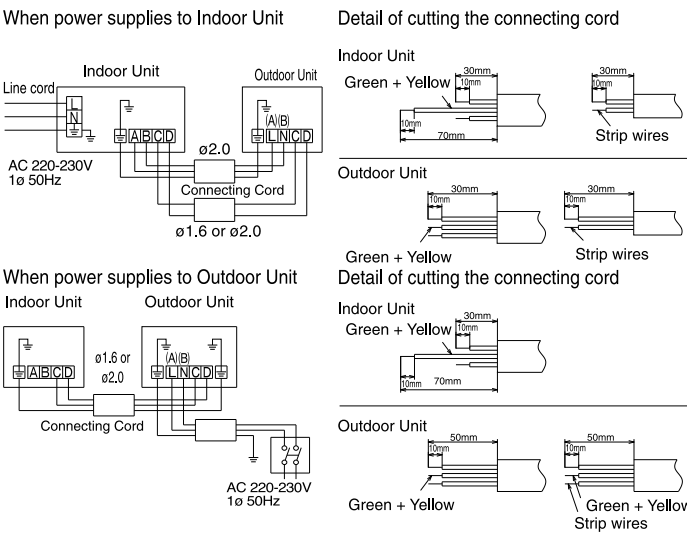 When power supplies to Indoor Unit
Indoor Unit
Outdoor Unit
Line cord
L
N
(A)(B)
A B C D
L N C D
ø2.0
AC 220-230V
1ø 50Hz
Connecting Cord
ø1.6 or ø2.0
Detail of cutting the connecting cord
Indoor Unit
30mm
10mm
Green + Yellow
10mm
70mm
30mm
10mm
Strip wires
Outdoor Unit
30mm
10mm
Green + Yellow
30mm
10mm
Strip wires
When power supplies to Outdoor Unit
Indoor Unit
Outdoor Unit
(A)(B)
A B C D
L N C D
ø1.6 or
ø2.0
Connecting Cord
AC 220-230V
1ø 50Hz
Detail of cutting the connecting cord
Indoor Unit
30mm
Green + Yellow
10mm
10mm
70mm
Outdoor Unit
50mm
10mm
Green + Yellow
50mm
10mm
Green + Yellow
Strip wires